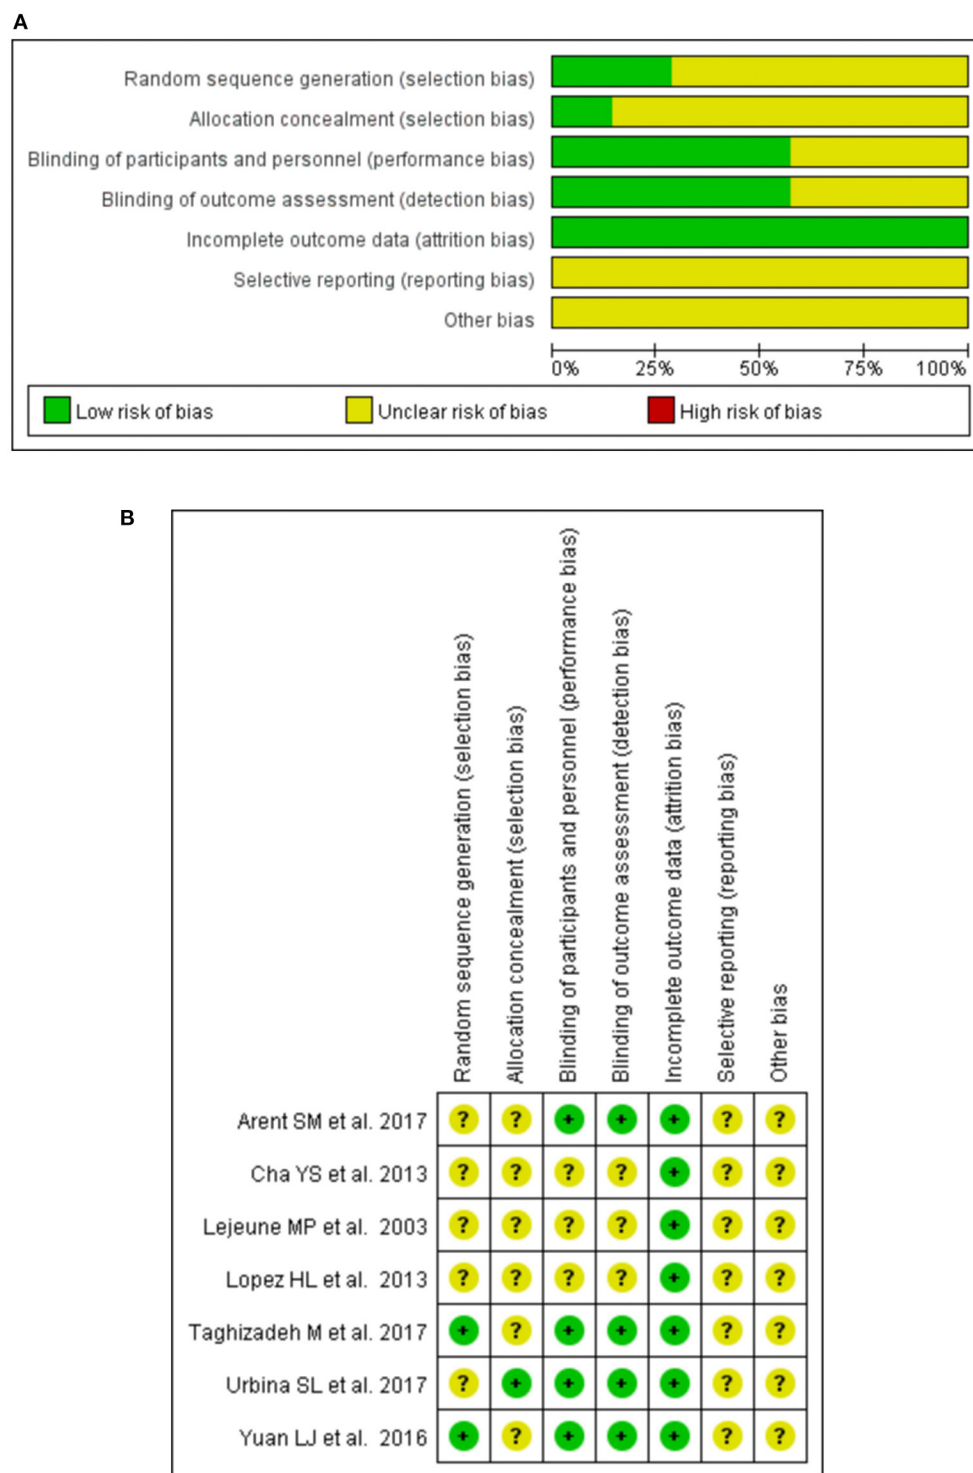 A
Random sequence generation (selection bias)
Allocation concealment (selection bias)
Blinding of participants and personnel (performance bias)
Blinding of outcome assessment (detection bias)
Incomplete outcome data (attrition bias)
Selective reporting (reporting bias)
Other bias
0% 25% 50% 75% 100%
Low risk of bias Unclear risk of bias High risk of bias
B
Random sequence generation (selection bias)
Allocation concealment (selection bias)
Blinding of participants and personnel (performance bias)
Blinding of outcome assessment (detection bias)
Incomplete outcome data (attrition bias)
Selective reporting (reporting bias)
Other bias
Arent SM et al. 2017 ? ? + + + ? ?
Cha YS et al. 2013 ? ? ? ? + ? ?
Lejeune MP et al. 2003 ? ? ? ? + ? ?
Lopez HL et al. 2013 ? ? ? ? + ? ?
Taghizadeh M et al. 2017 + ? + + + ? ?
Urbina SL et al. 2017 ? + + + + ? ?
Yuan LJ et al. 2016 + ? + + + ? ?